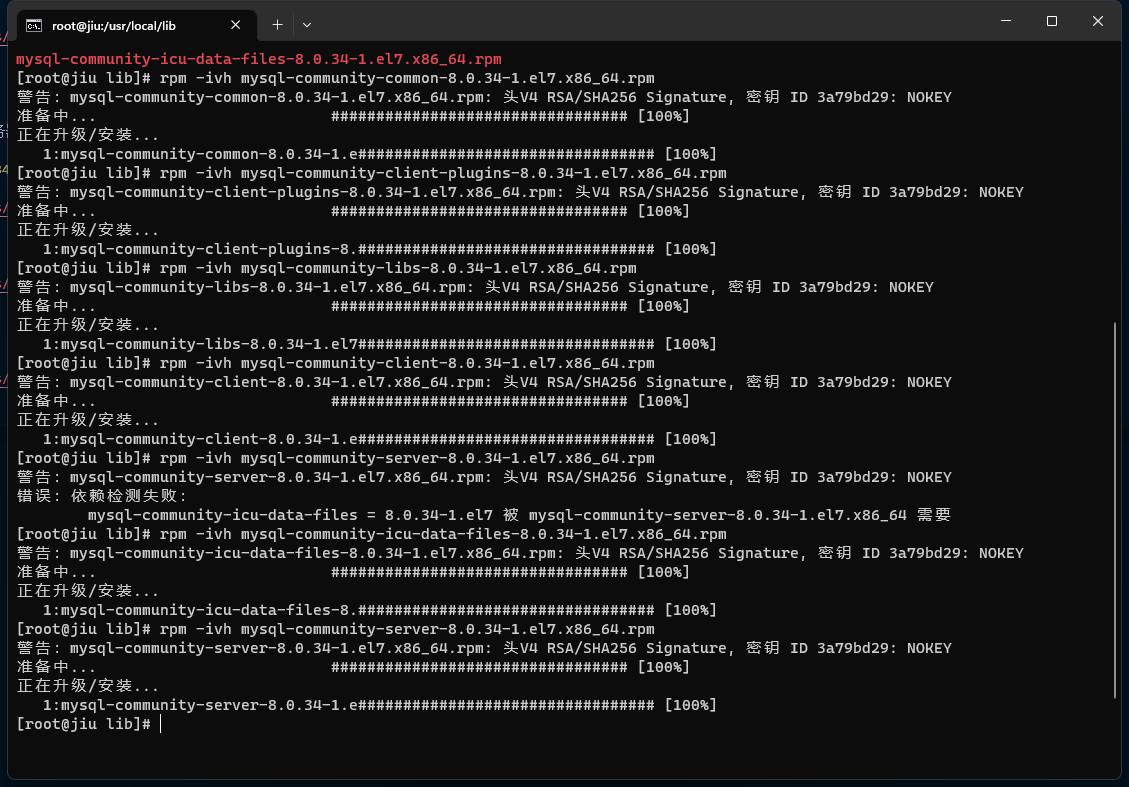 root@jiu:/usr/local/lib
mysql-community-icu-data-files-8.0.34-1.el7.x86_64.rpm
[root@jiu lib]# rpm -ivh mysql-community-common-8.0.34-1.el7.x86_64.rpm
警告：mysql-community-common-8.0.34-1.el7.x86_64.rpm: 头V4 RSA/SHA256 Signature, 密钥 ID 3a79bd29: NOKEY
准备中...                          ################################# [100%]
正在升级/安装...
   1:mysql-community-common-8.0.34-1.e################################# [100%]
[root@jiu lib]# rpm -ivh mysql-community-client-plugins-8.0.34-1.el7.x86_64.rpm
警告：mysql-community-client-plugins-8.0.34-1.el7.x86_64.rpm: 头V4 RSA/SHA256 Signature, 密钥 ID 3a79bd29: NOKEY
准备中...                          ################################# [100%]
正在升级/安装...
   1:mysql-community-client-plugins-8.################################# [100%]
[root@jiu lib]# rpm -ivh mysql-community-libs-8.0.34-1.el7.x86_64.rpm
警告：mysql-community-libs-8.0.34-1.el7.x86_64.rpm: 头V4 RSA/SHA256 Signature, 密钥 ID 3a79bd29: NOKEY
准备中...                          ################################# [100%]
正在升级/安装...
   1:mysql-community-libs-8.0.34-1.el7################################# [100%]
[root@jiu lib]# rpm -ivh mysql-community-client-8.0.34-1.el7.x86_64.rpm
警告：mysql-community-client-8.0.34-1.el7.x86_64.rpm: 头V4 RSA/SHA256 Signature, 密钥 ID 3a79bd29: NOKEY
准备中...                          ################################# [100%]
正在升级/安装...
   1:mysql-community-client-8.0.34-1.e################################# [100%]
[root@jiu lib]# rpm -ivh mysql-community-server-8.0.34-1.el7.x86_64.rpm
警告：mysql-community-server-8.0.34-1.el7.x86_64.rpm: 头V4 RSA/SHA256 Signature, 密钥 ID 3a79bd29: NOKEY
错误：依赖检测失败：
        mysql-community-icu-data-files = 8.0.34-1.el7 被 mysql-community-server-8.0.34-1.el7.x86_64 需要
[root@jiu lib]# rpm -ivh mysql-community-icu-data-files-8.0.34-1.el7.x86_64.rpm
警告：mysql-community-icu-data-files-8.0.34-1.el7.x86_64.rpm: 头V4 RSA/SHA256 Signature, 密钥 ID 3a79bd29: NOKEY
准备中...                          ################################# [100%]
正在升级/安装...
   1:mysql-community-icu-data-files-8.################################# [100%]
[root@jiu lib]# rpm -ivh mysql-community-server-8.0.34-1.el7.x86_64.rpm
警告：mysql-community-server-8.0.34-1.el7.x86_64.rpm: 头V4 RSA/SHA256 Signature, 密钥 ID 3a79bd29: NOKEY
准备中...                          ################################# [100%]
正在升级/安装...
   1:mysql-community-server-8.0.34-1.e################################# [100%]
[root@jiu lib]#